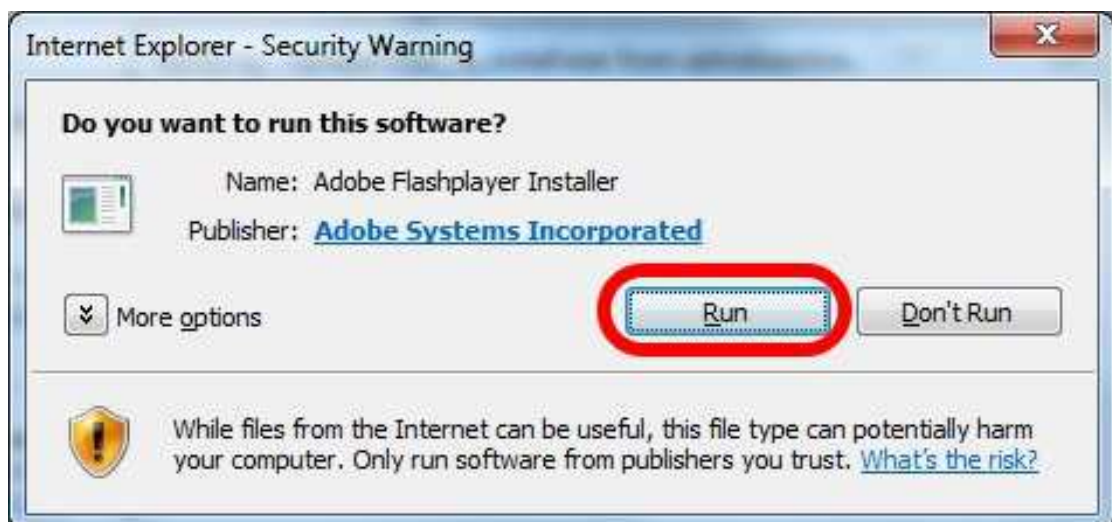 Internet Explorer - Security Warning
Do you want to run this software?
Name: Adobe Flashplayer Installer
Publisher: Adobe Systems Incorporated
More options
Run
Don't Run
While files from the Internet can be useful, this file type can potentially harm
your computer. Only run software from publishers you trust. What's the risk?